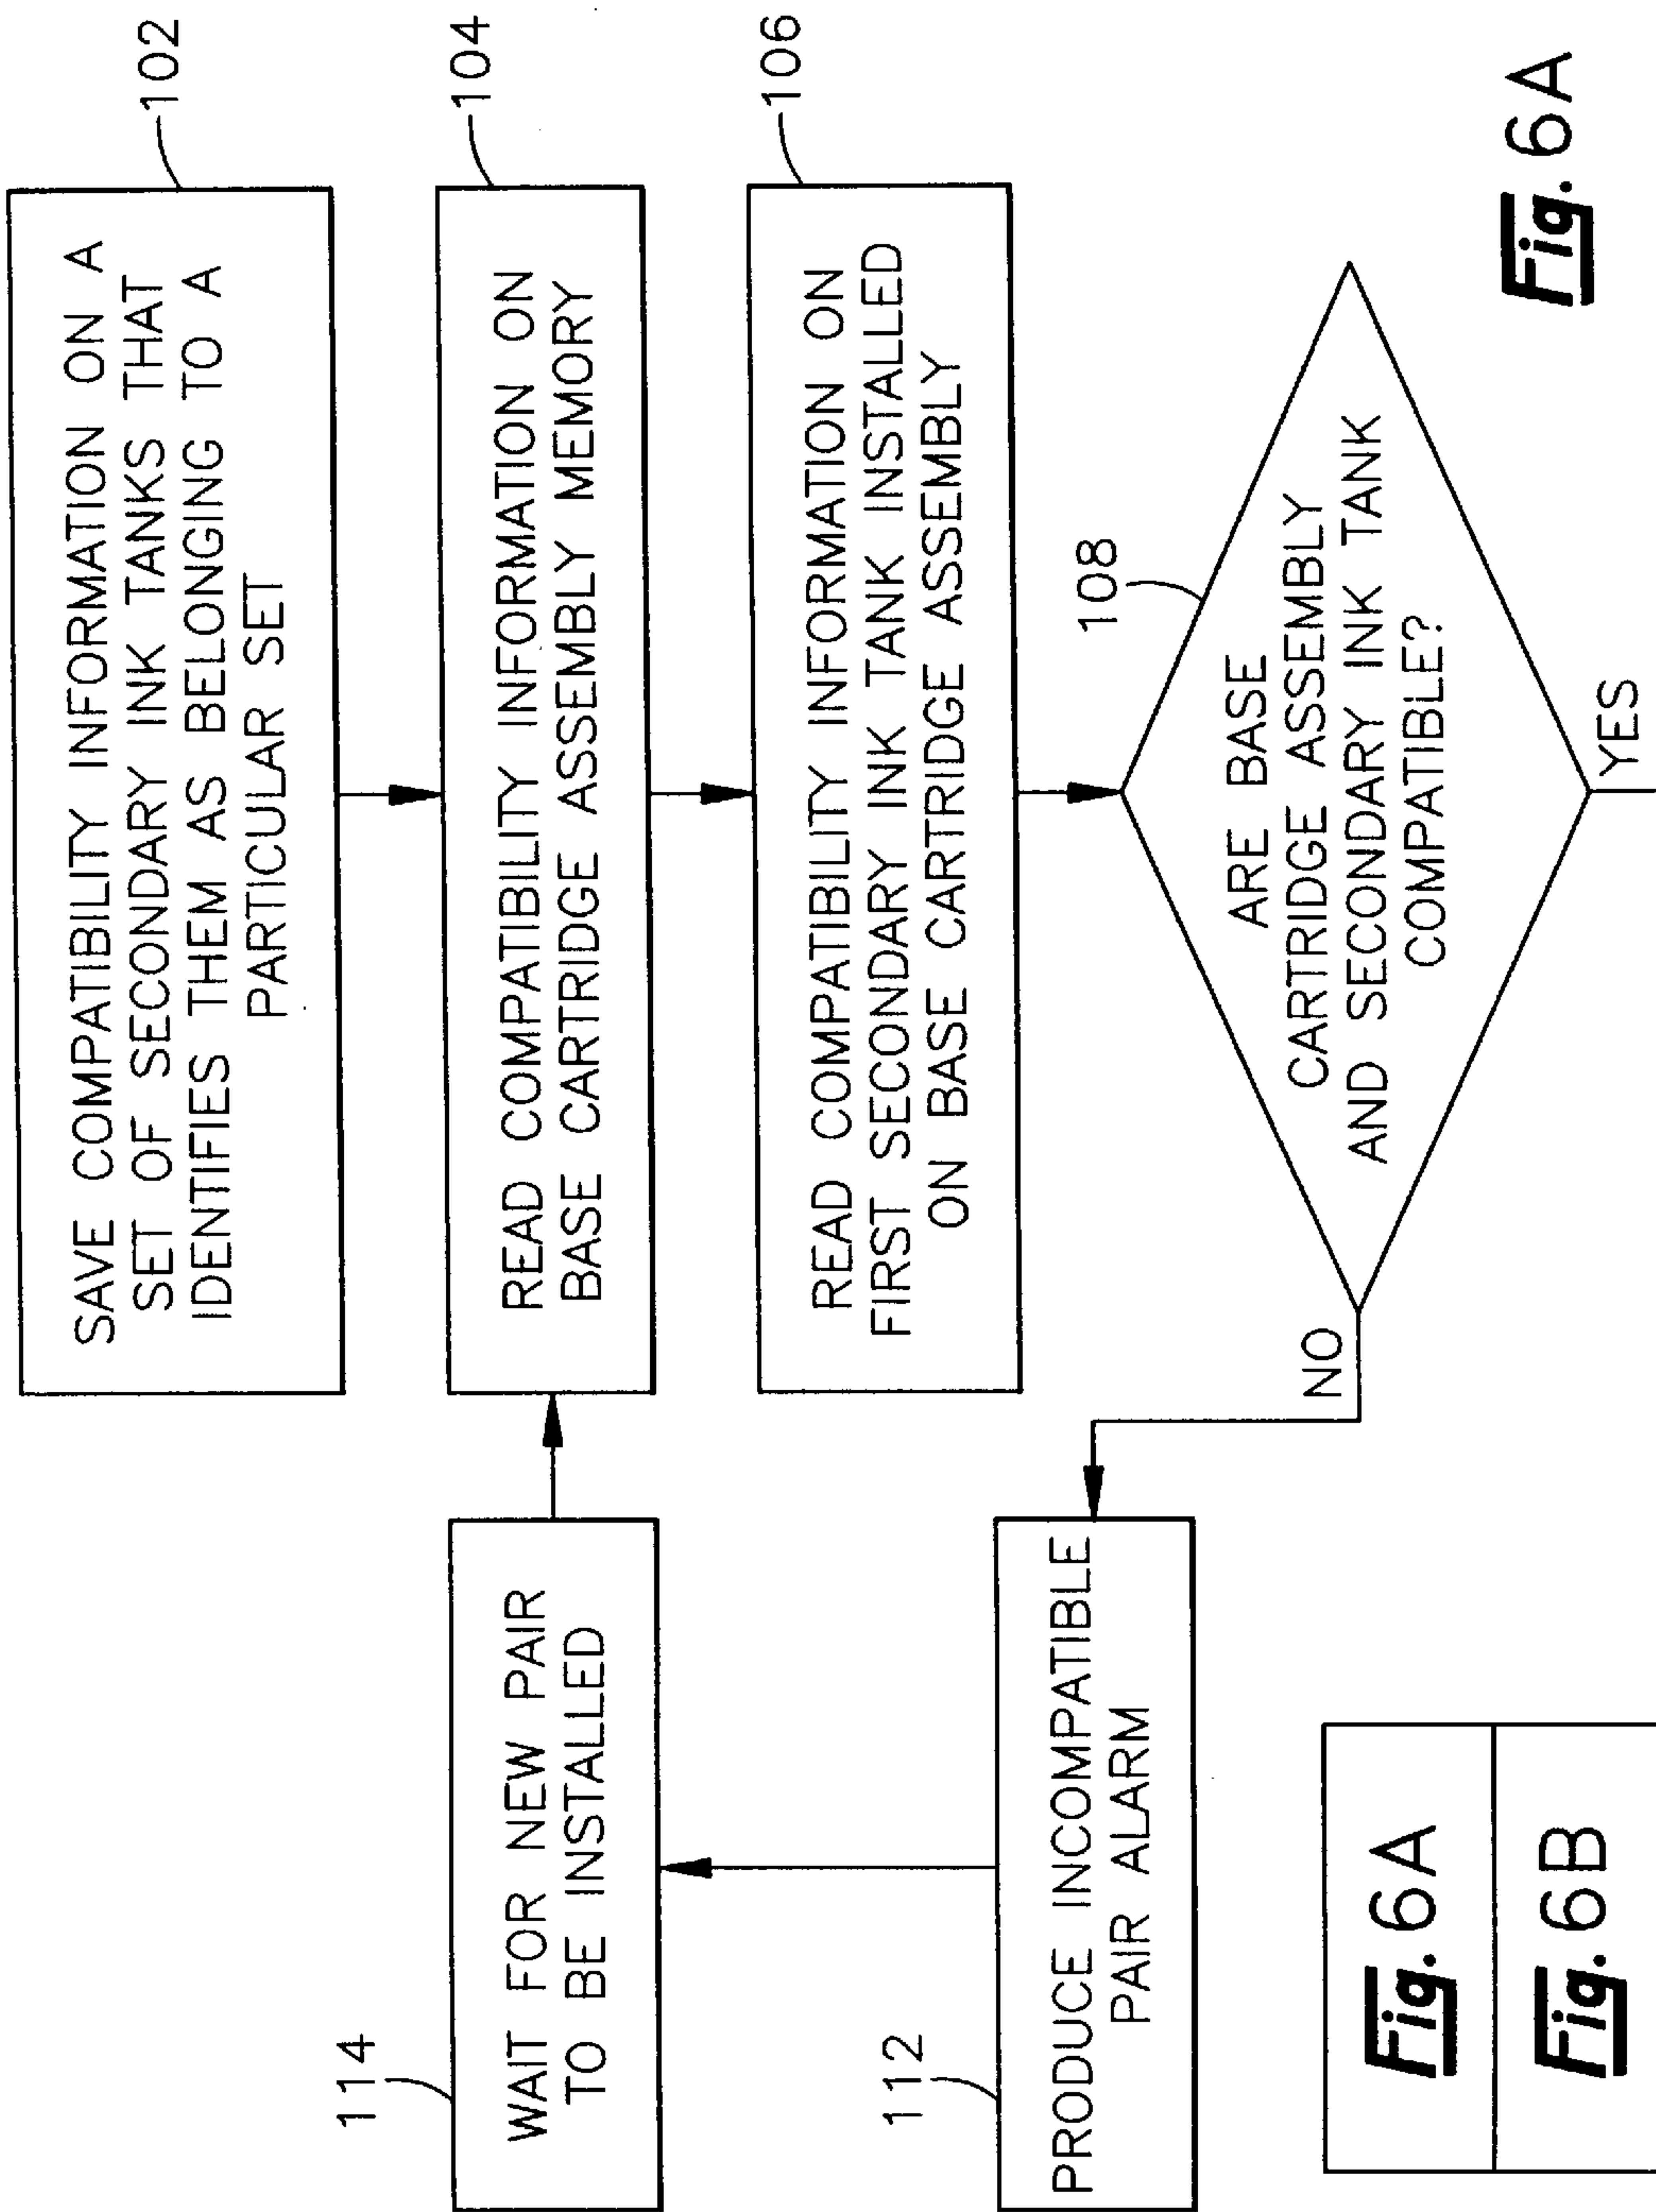 102
SAVE COMPATIBILITY INFORMATION ON A
SET OF SECONDARY INK TANKS THAT
IDENTIFIES THEM AS BELONGING TO A
PARTICULAR SET
104
READ COMPATIBILITY INFORMATION ON
BASE CARTRIDGE ASSEMBLY MEMORY
106
READ COMPATIBILITY INFORMATION ON
FIRST SECONDARY INK TANK INSTALLED
ON BASE CARTRIDGE ASSEMBLY
108
ARE BASE
CARTRIDGE ASSEMBLY
AND SECONDARY INK TANK
COMPATIBLE?
YES
NO
112
PRODUCE INCOMPATIBLE
PAIR ALARM
114
WAIT FOR NEW PAIR
TO BE INSTALLED
Fig. 6A
Fig. 6A
Fig. 6B